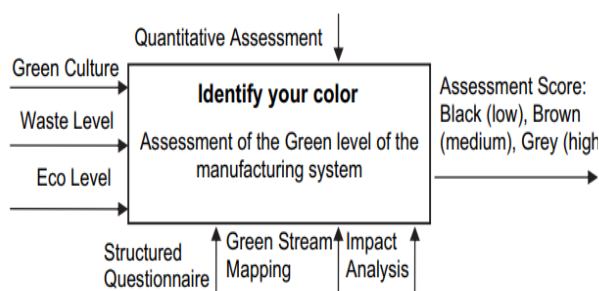 Quantitative Assessment
Green Culture
Waste Level
Eco Level
Identify your color
Assessment of the Green level of the
manufacturing system
Assessment Score:
Black (low), Brown
(medium), Grey (high
Structured
Questionnaire
Green Stream
Mapping
Impact
Analysis